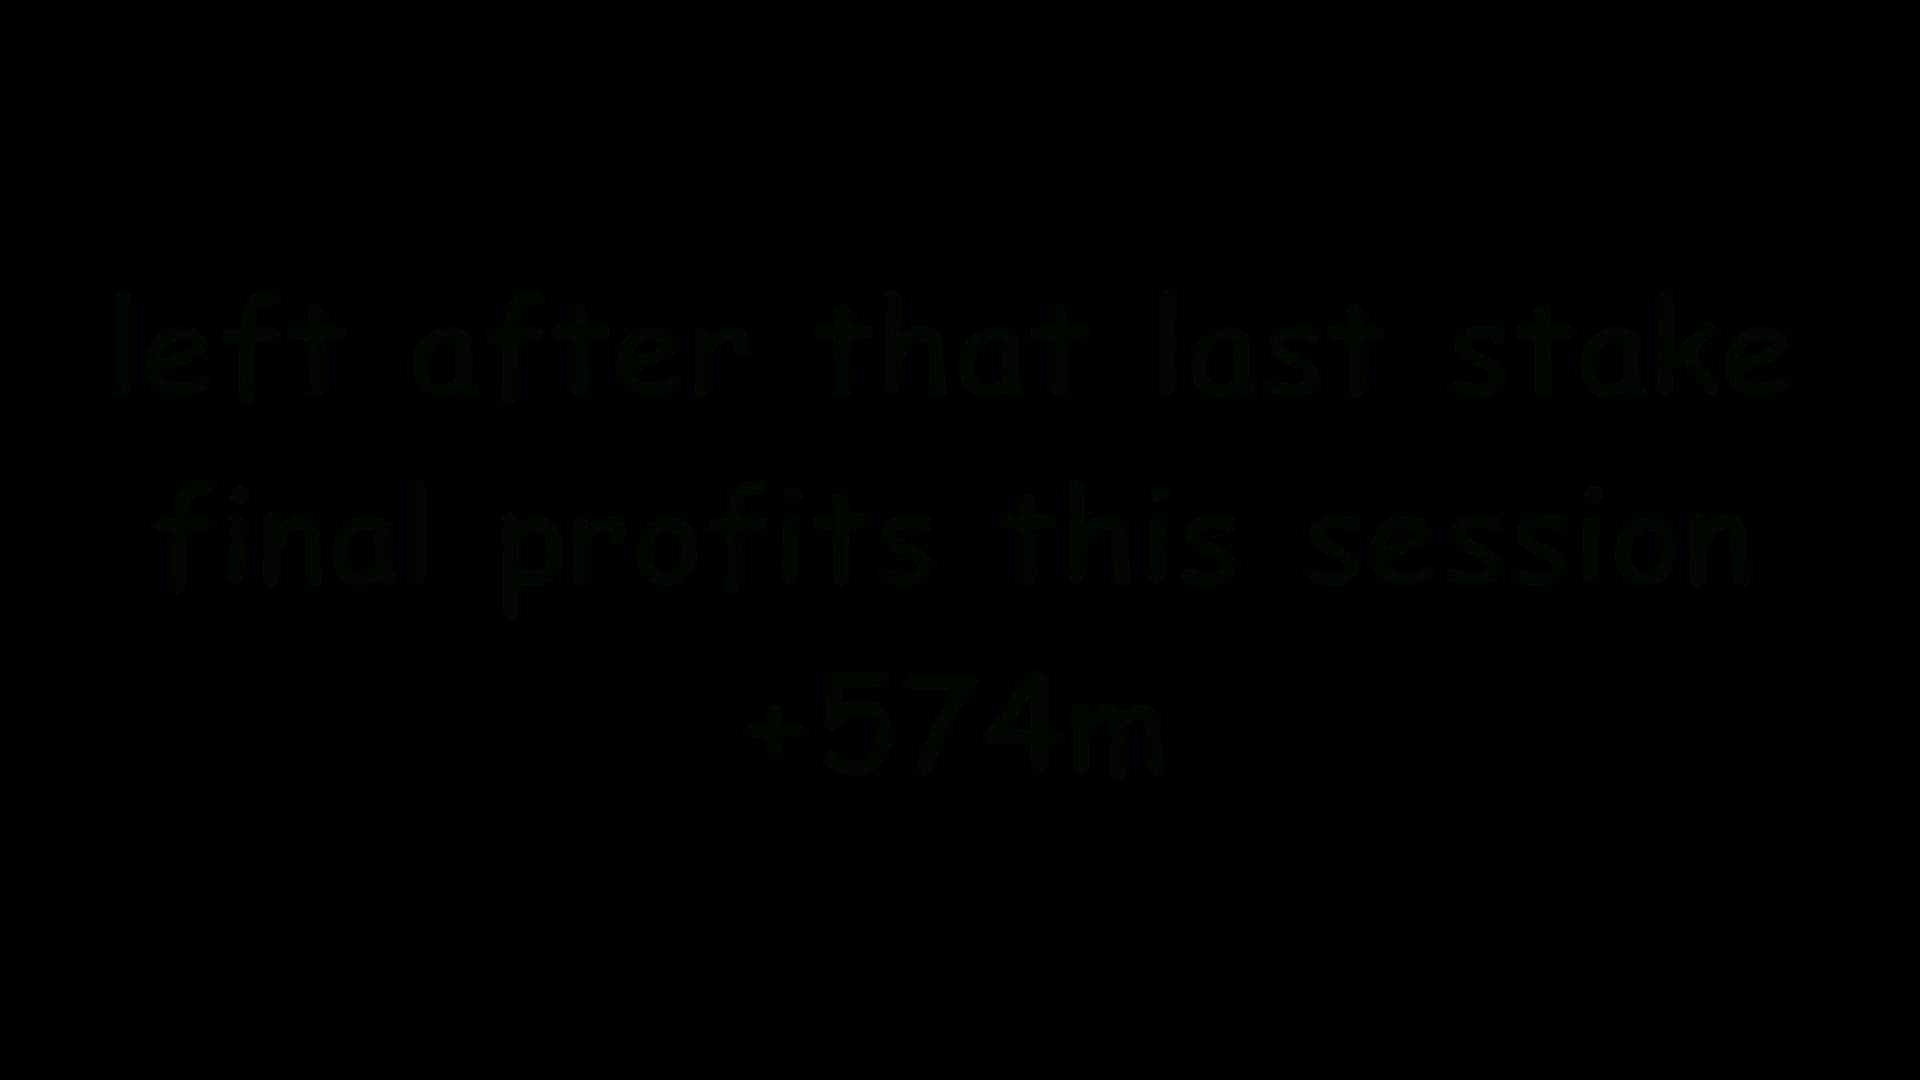 left after that last stake
final profits this session
+574m